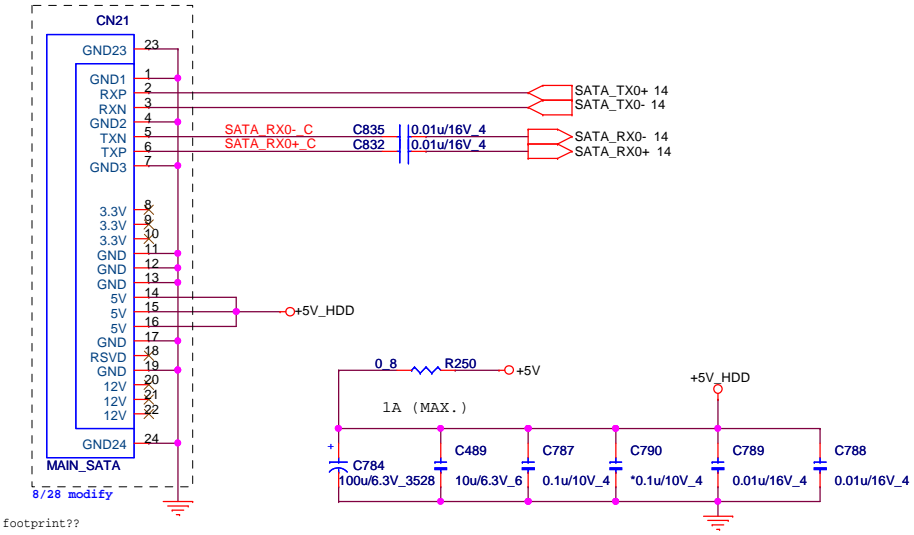 CN21
GND23 23
GND1 1
RXP 2 SATA_TX0+ 14
RXN 3 SATA_TX0- 14
GND2 4
TXN 5 SATA_RX0-_C C835 0.01u/16V_4 SATA_RX0- 14
TXP 6 SATA_RX0+_C C832 0.01u/16V_4 SATA_RX0+ 14
GND3 7
3.3V 8
3.3V 9
3.3V 10
GND 11
GND 12
GND 13
5V 14
5V 15 +5V_HDD
5V 16
GND 17
RSVD 18
GND 19
12V 20
12V 21
12V 22
GND24 24
MAIN_SATA
8/28 modify
footprint??
0_8 R250 +5V
+5V_HDD
1A (MAX.)
+
C784
100u/6.3V_3528
C489
10u/6.3V_6
C787
0.1u/10V_4
C790
*0.1u/10V_4
C789
0.01u/16V_4
C788
0.01u/16V_4